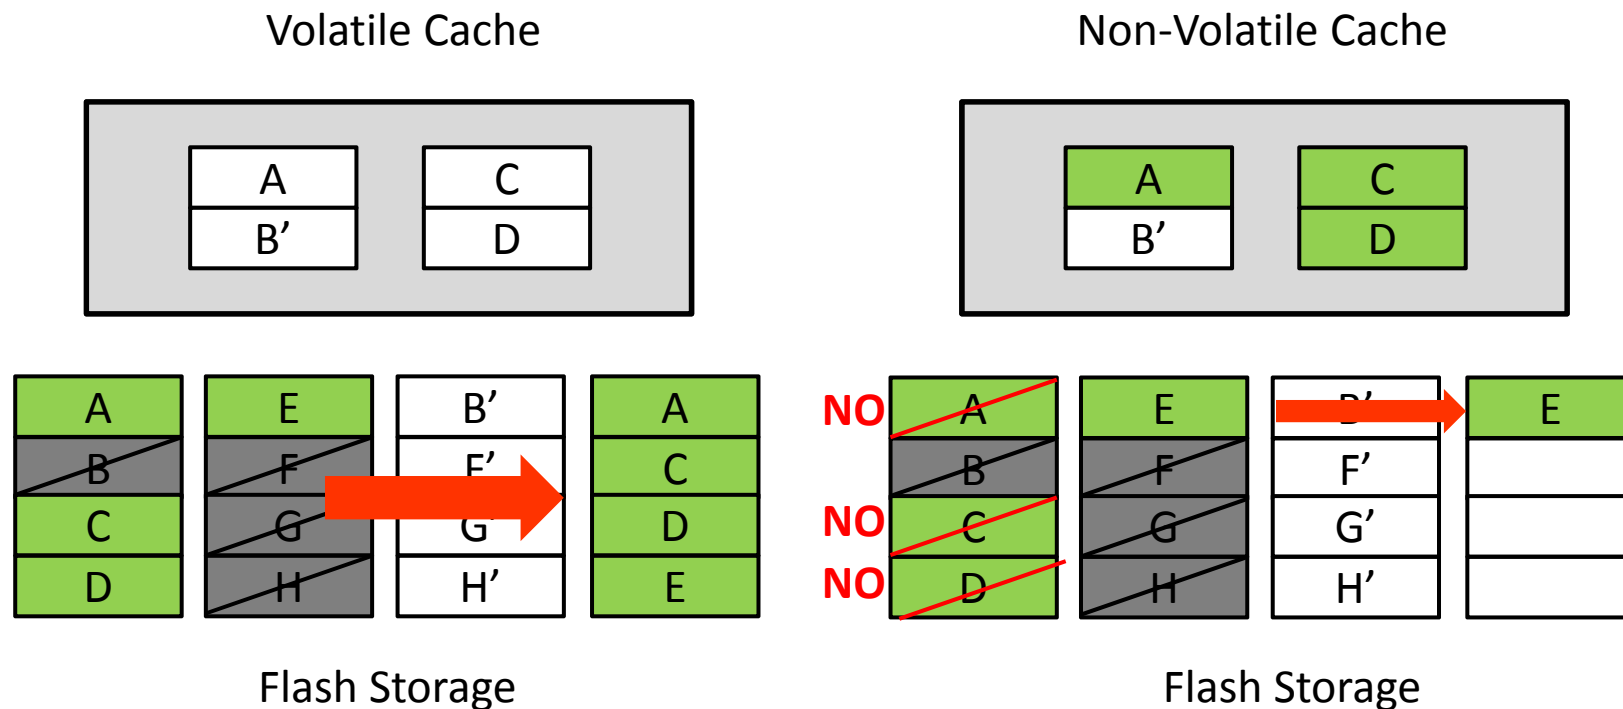 Volatile Cache
A
C
B’
D
A
E
B’
A
B
F
F’
C
C
G
G’
D
D
H
H’
E
Flash Storage
Non-Volatile Cache
A
C
B’
D
NO
A
E
B’
E
B
F
F’
NO
C
G
G’
NO
D
H
H’
Flash Storage